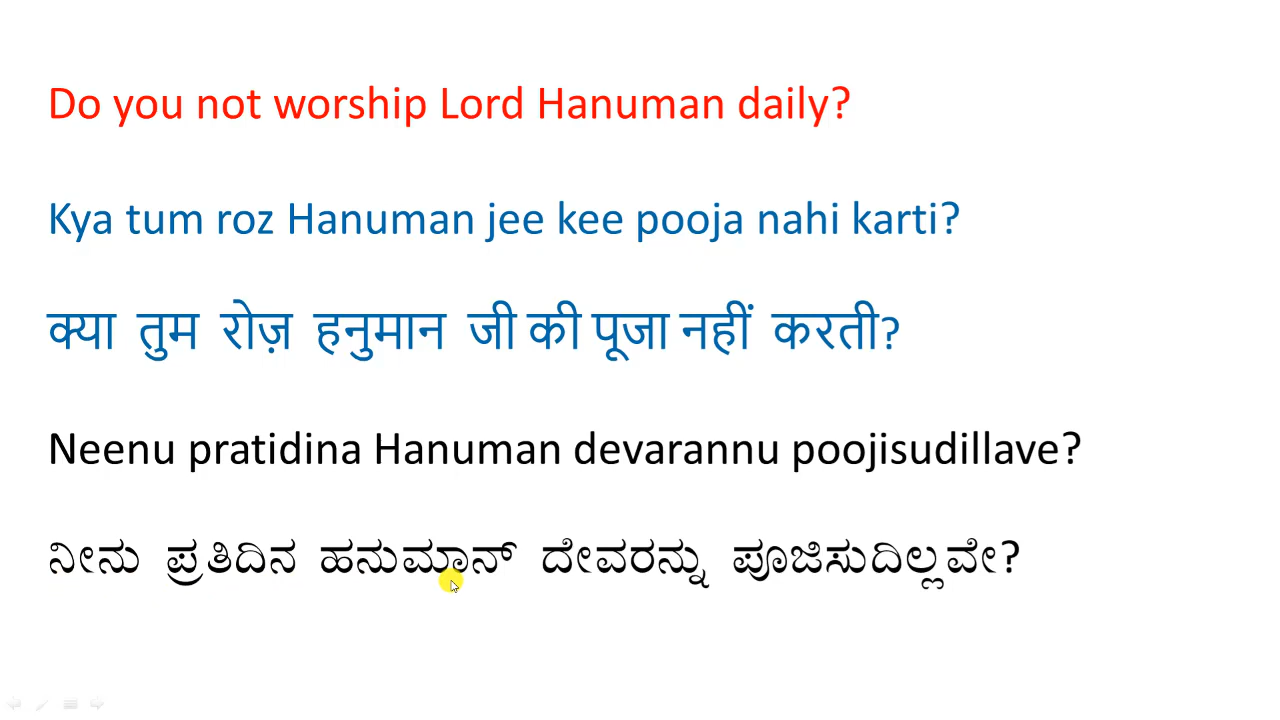 Do you not worship Lord Hanuman daily?
Kya tum roz Hanuman jee kee pooja nahi karti?
क्या तुम रोज़ हनुमान जी की पूजा नहीं करती?
Neenu pratidina Hanuman devarannu poojisudillave?
ನೀನು ಪ್ರತಿದಿನ ಹನುಮಾನ್ ದೇವರನ್ನು ಪೂಜಿಸುದಿಲ್ಲವೇ?